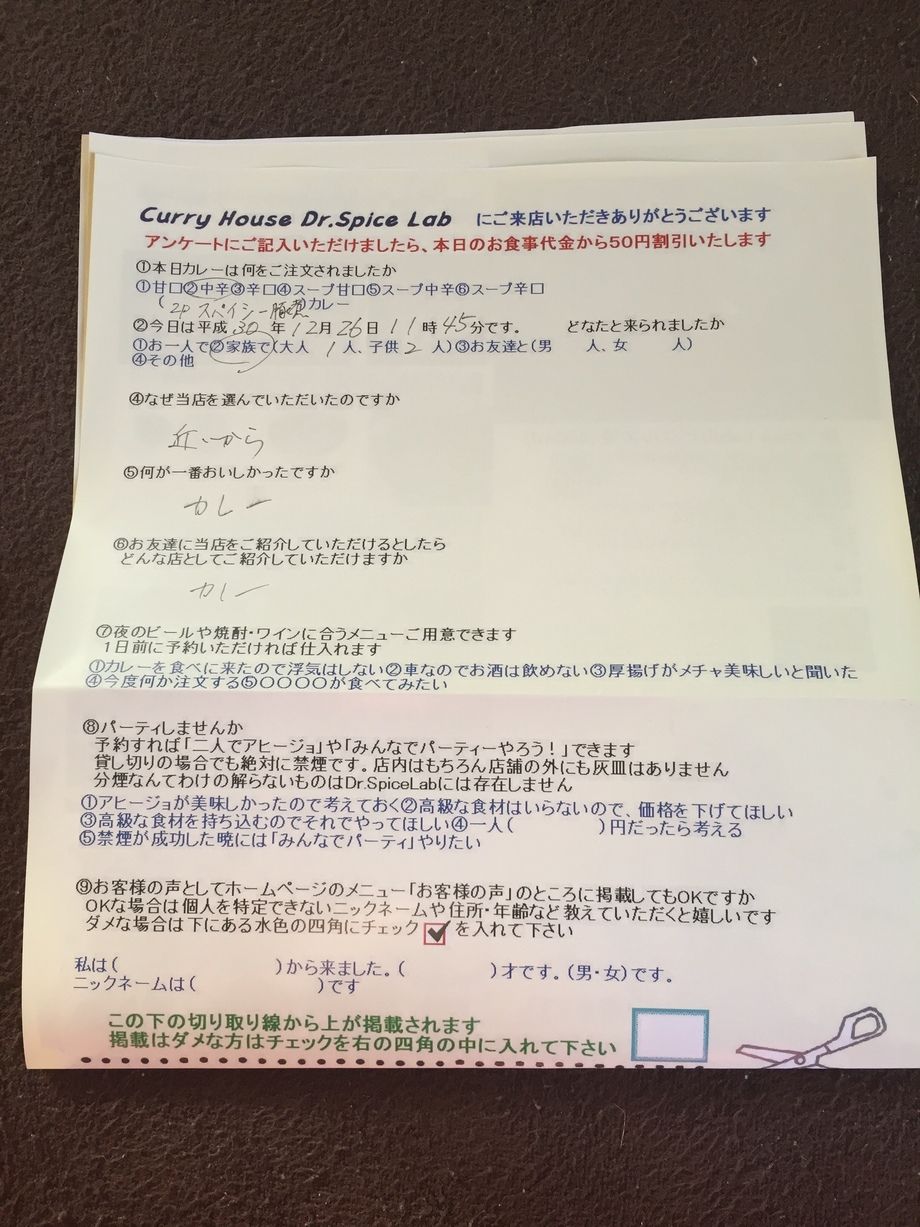 Curry House Dr.Spice Lab にご来店いただきありがとうございます
アンケートにご記入いただけましたら、本日のお食事代金から50円割引いたします
①本日カレーは何をご注文されましたか
①甘口②中辛③辛口④スープ甘口⑤スープ中辛⑥スープ辛口
( スペイシー )カレー
②今日は平成 30 年 12月 26日 11 時 45分です。 どなたと来られましたか
①お一人で②家族で(大人 1 人、子供 2 人)③お友達と(男 人、女 人)
④その他
④なぜ当店を選んでいただいたのですか
近いから
⑤何が一番おいしかったですか
カレー
⑥お友達に当店をご紹介していただけるとしたら
どんな店としてご紹介していただけますか
カレー
⑦夜のビールや焼酎・ワインに合うメニューご用意できます
1日前に予約いただければ仕入れます
①カレーを食べに来たので浮気はしない②車なのでお酒は飲めない③厚揚げがメチャ美味しいと聞いた
④今度何か注文する⑤〇〇〇〇が食べてみたい
⑧パーティしませんか
予約すれば「二人でアヒージョ」や「みんなでパーティーやろう！」できます
貸し切りの場合でも絶対に禁煙です。店内はもちろん店舗の外にも灰皿はありません
分煙なんてわけの解らないものはDr.SpiceLabには存在しません
①アヒージョが美味しかったので考えておく②高級な食材はいらないので、価格を下げてほしい
③高級な食材を持ち込むのでそれでやってほしい④一人( )円だったら考える
⑤禁煙が成功した暁には「みんなでパーティ」やりたい
⑨お客様の声としてホームページのメニュー「お客様の声」のところに掲載してもOKですか
OKな場合は個人を特定できないニックネームや住所・年齢など教えていただくと嬉しいです
ダメな場合は下にある水色の四角にチェック を入れて下さい
私は( )から来ました。( )才です。(男・女)です。
ニックネームは( )です
この下の切り取り線から上が掲載されます
掲載はダメな方はチェックを右の四角の中に入れて下さい